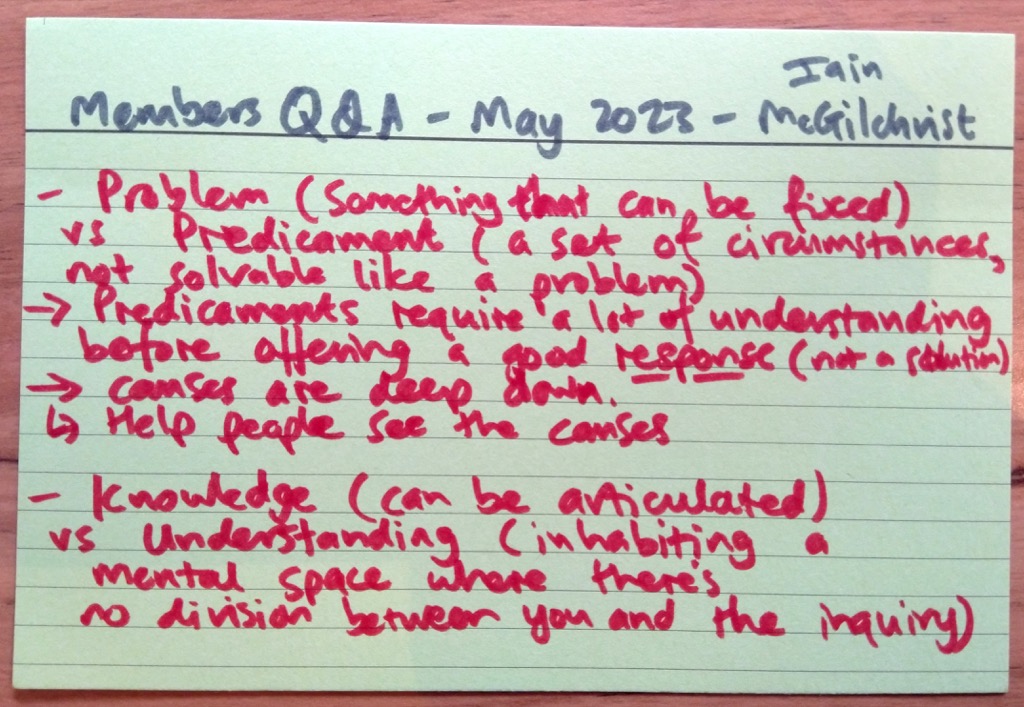 Iain
Members Q&A - May 2023 - McGilchrist
- Problem (something that can be fixed)
vs Predicament (a set of circumstances,
not solvable like a problem)
→ Predicaments require a lot of understanding
before offering a good response (not a solution)
→ causes are deep down.
↳ Help people see the causes
- Knowledge (can be articulated)
vs Understanding (inhabiting a
mental space where there's
no division between you and the inquiry)